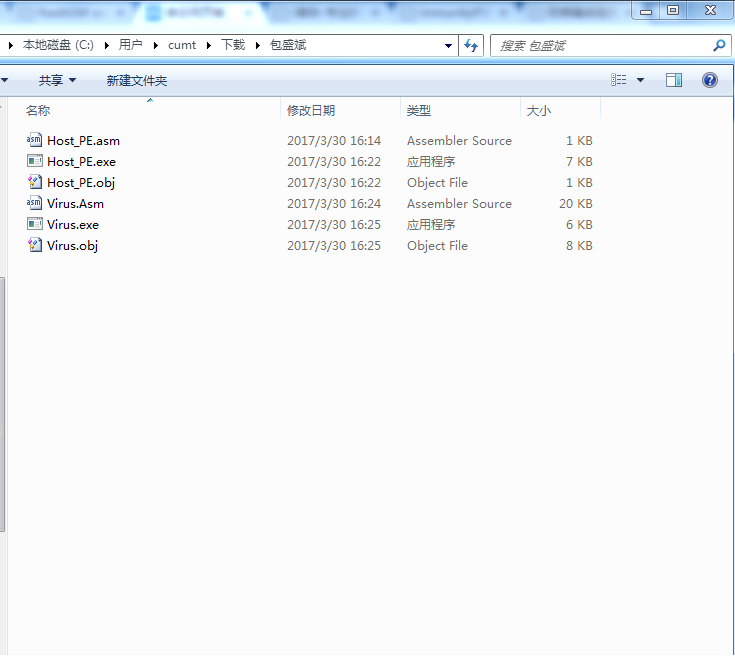 本地磁盘 (C:) 用户 cumt 下载 包盛斌 搜索 包盛斌
共享 新建文件夹
名称 修改日期 类型 大小
Host_PE.asm 2017/3/30 16:14 Assembler Source 1 KB
Host_PE.exe 2017/3/30 16:22 应用程序 7 KB
Host_PE.obj 2017/3/30 16:22 Object File 1 KB
Virus.Asm 2017/3/30 16:24 Assembler Source 20 KB
Virus.exe 2017/3/30 16:25 应用程序 6 KB
Virus.obj 2017/3/30 16:25 Object File 8 KB